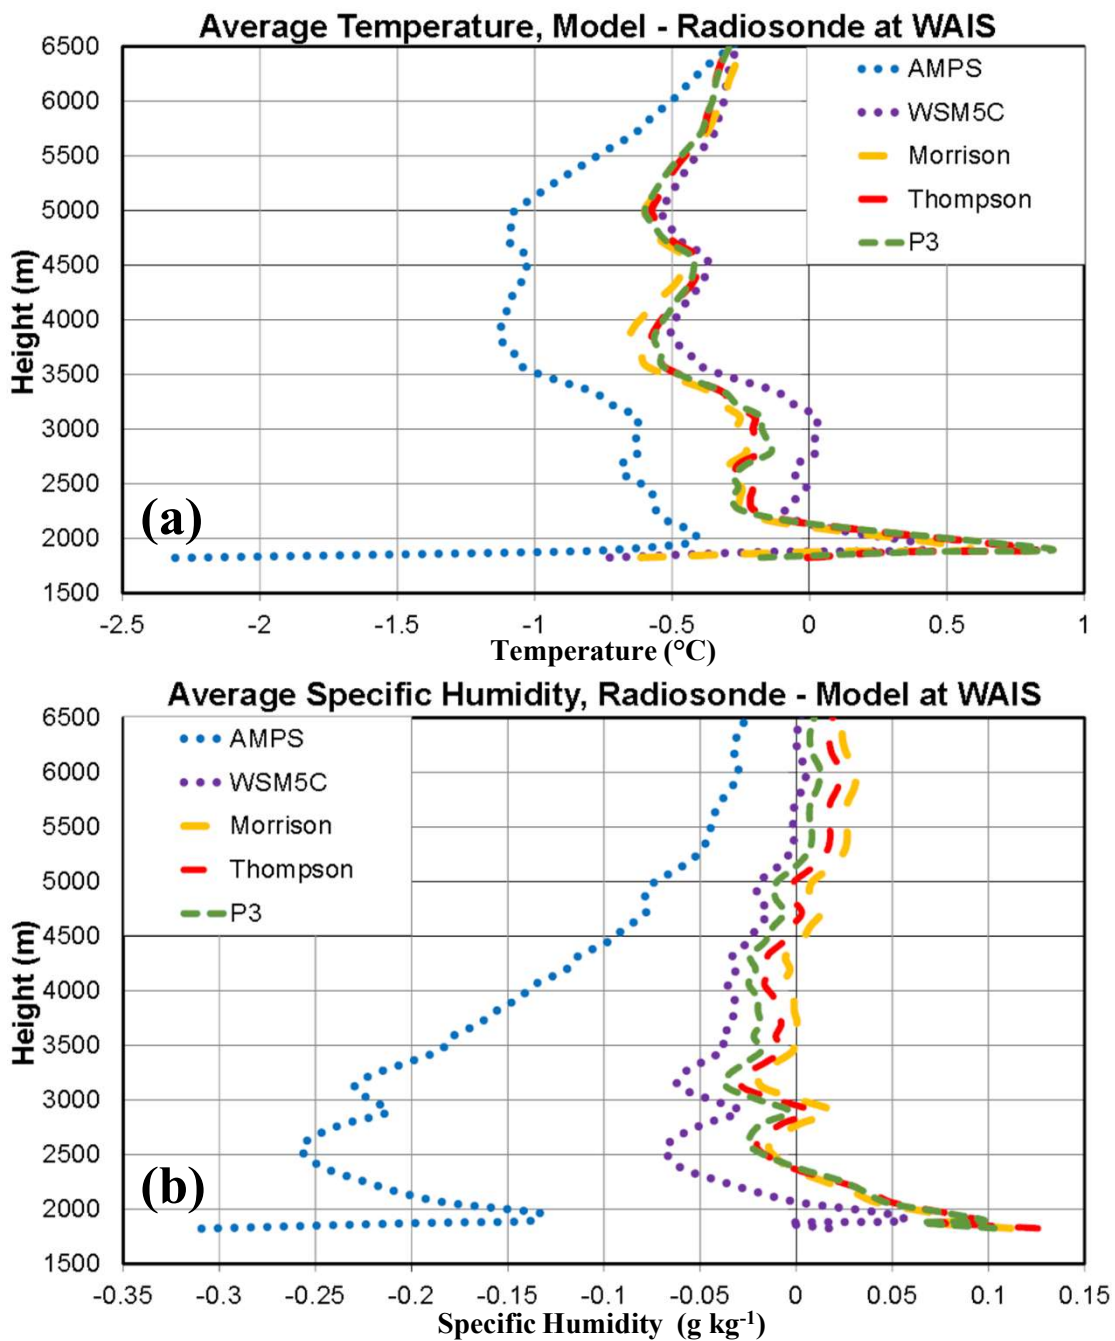 Average Temperature, Model - Radiosonde at WAIS
6500
6000
5500
5000
4500
4000
3500
3000
2500
2000
1500
Height (m)
AMPS
WSM5C
Morrison
Thompson
P3
(a)
-2.5 -2 -1.5 -1 -0.5 0 0.5 1
Temperature (°C)
Average Specific Humidity, Radiosonde - Model at WAIS
6500
6000
5500
5000
4500
4000
3500
3000
2500
2000
1500
Height (m)
AMPS
WSM5C
Morrison
Thompson
P3
(b)
-0.35 -0.3 -0.25 -0.2 -0.15 -0.1 -0.05 0 0.05 0.1 0.15
Specific Humidity (g kg⁻¹)